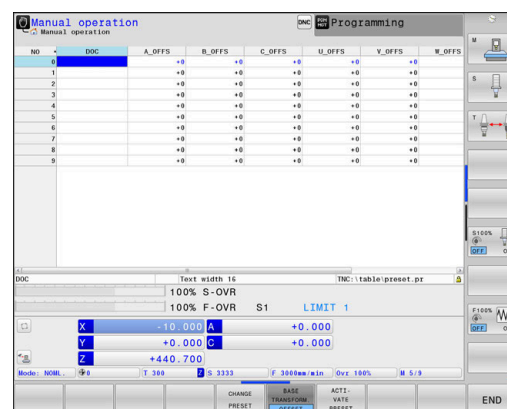 Manual operation
DNC
Programming
Manual operation
NO DOC A_OFFS B_OFFS C_OFFS U_OFFS V_OFFS W_OFFS
0 +0 +0 +0 +0 +0
1 +0 +0 +0 +0 +0
2 +0 +0 +0 +0 +0
3 +0 +0 +0 +0 +0
4 +0 +0 +0 +0 +0
5 +0 +0 +0 +0 +0
6 +0 +0 +0 +0 +0
7 +0 +0 +0 +0 +0
8 +0 +0 +0 +0 +0
9 +0 +0 +0 +0 +0
DOC Text width 16 TNC:\table\preset.pr
100% S-OVR
100% F-OVR S1 LIMIT 1
X -10.000 A +0.000
Y +0.000 C +0.000
Z +440.700
Mode: NOML. 0 T 300 Z S 3333 F 3000mm/min Ovr 100% M 5/9
M
S
T
S100%
OFF
F100%
OFF
CHANGE PRESET
BASE TRANSFORM OFFSET
ACTI- VATE PRESET
END